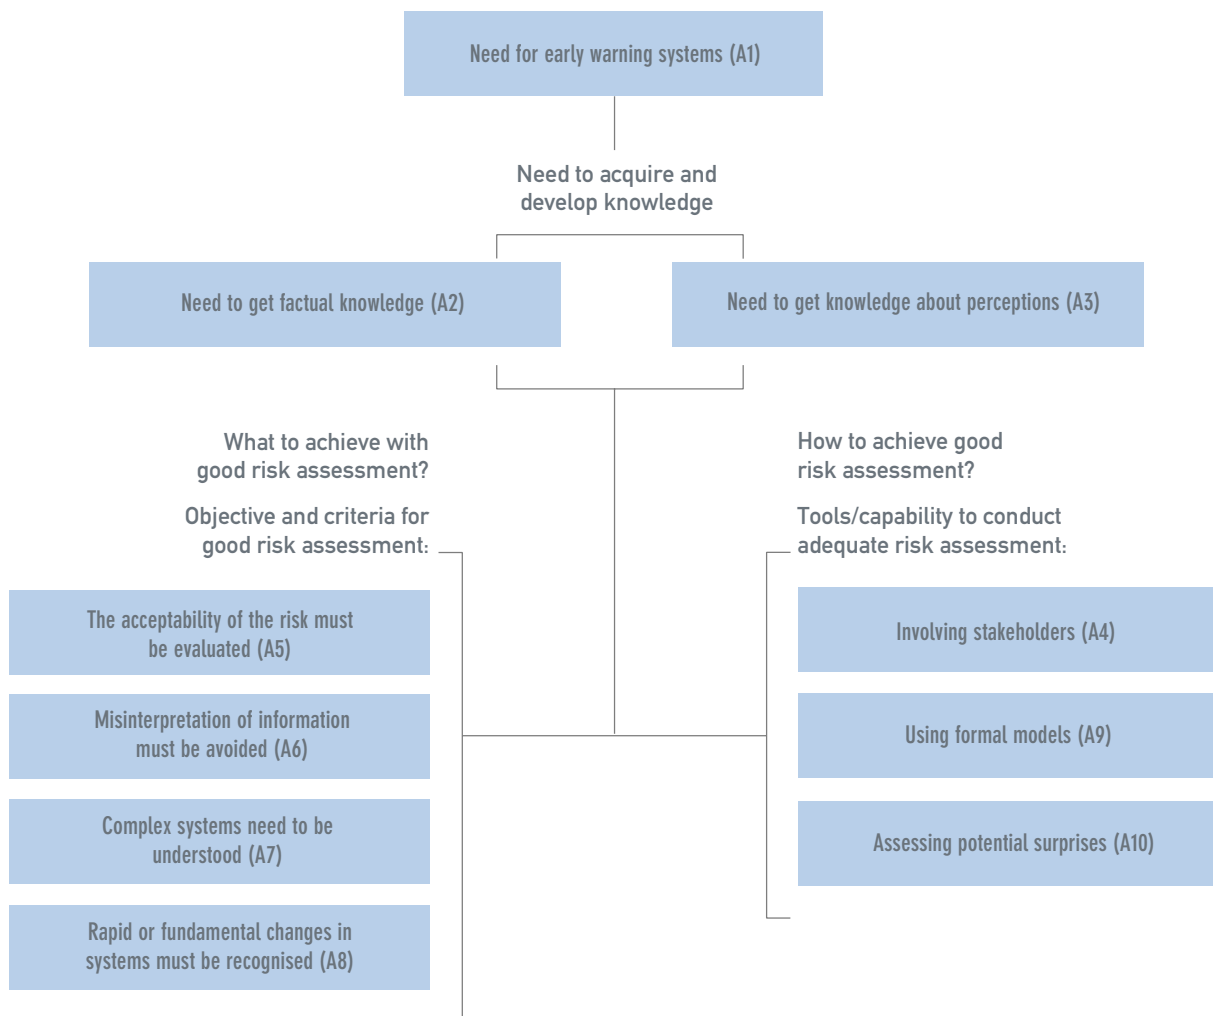 Need for early warning systems (A1)
Need to acquire and
develop knowledge
Need to get factual knowledge (A2)
Need to get knowledge about perceptions (A3)
What to achieve with
good risk assessment?
Objective and criteria for
good risk assessment:
The acceptability of the risk must
be evaluated (A5)
Misinterpretation of information
must be avoided (A6)
Complex systems need to be
understood (A7)
Rapid or fundamental changes in
systems must be recognised (A8)
How to achieve good
risk assessment?
Tools/capability to conduct
adequate risk assessment:
Involving stakeholders (A4)
Using formal models (A9)
Assessing potential surprises (A10)